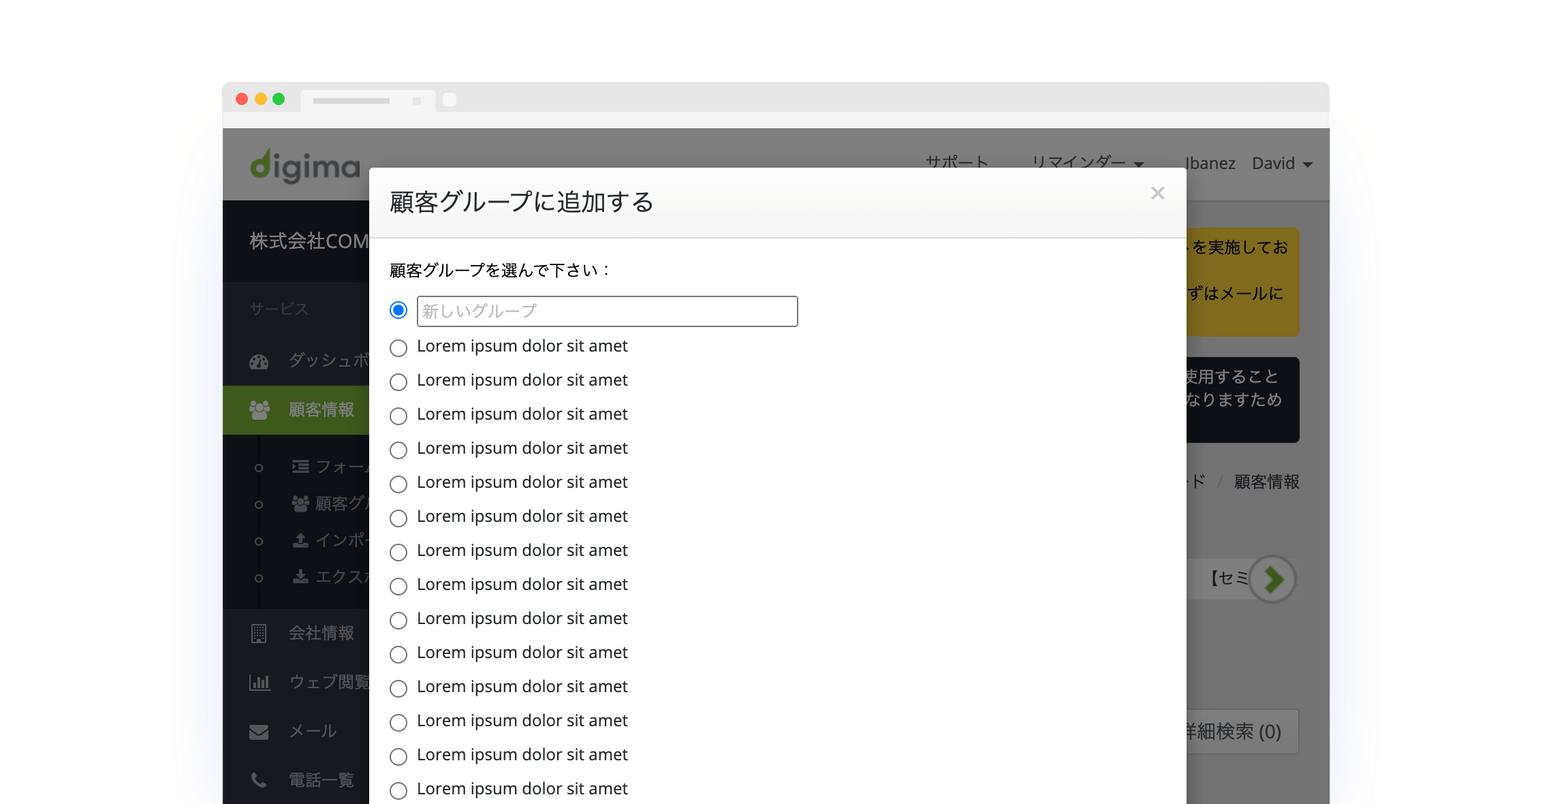 digima
サポート
リマインダー
Ibanez David
株式会社COM
サービス
ダッシュボ
顧客情報
フォーム
顧客グル
インポー
エクスポ
会社情報
ウェブ閲覧
メール
電話一覧
顧客グループに追加する
×
顧客グループを選んで下さい：
新しいグループ
Lorem ipsum dolor sit amet
Lorem ipsum dolor sit amet
Lorem ipsum dolor sit amet
Lorem ipsum dolor sit amet
Lorem ipsum dolor sit amet
Lorem ipsum dolor sit amet
Lorem ipsum dolor sit amet
Lorem ipsum dolor sit amet
Lorem ipsum dolor sit amet
Lorem ipsum dolor sit amet
Lorem ipsum dolor sit amet
Lorem ipsum dolor sit amet
Lorem ipsum dolor sit amet
Lorem ipsum dolor sit amet
を実施してお
ずはメールに
使用すること
なりますため
ード / 顧客情報
【セミ
詳細検索 (0)